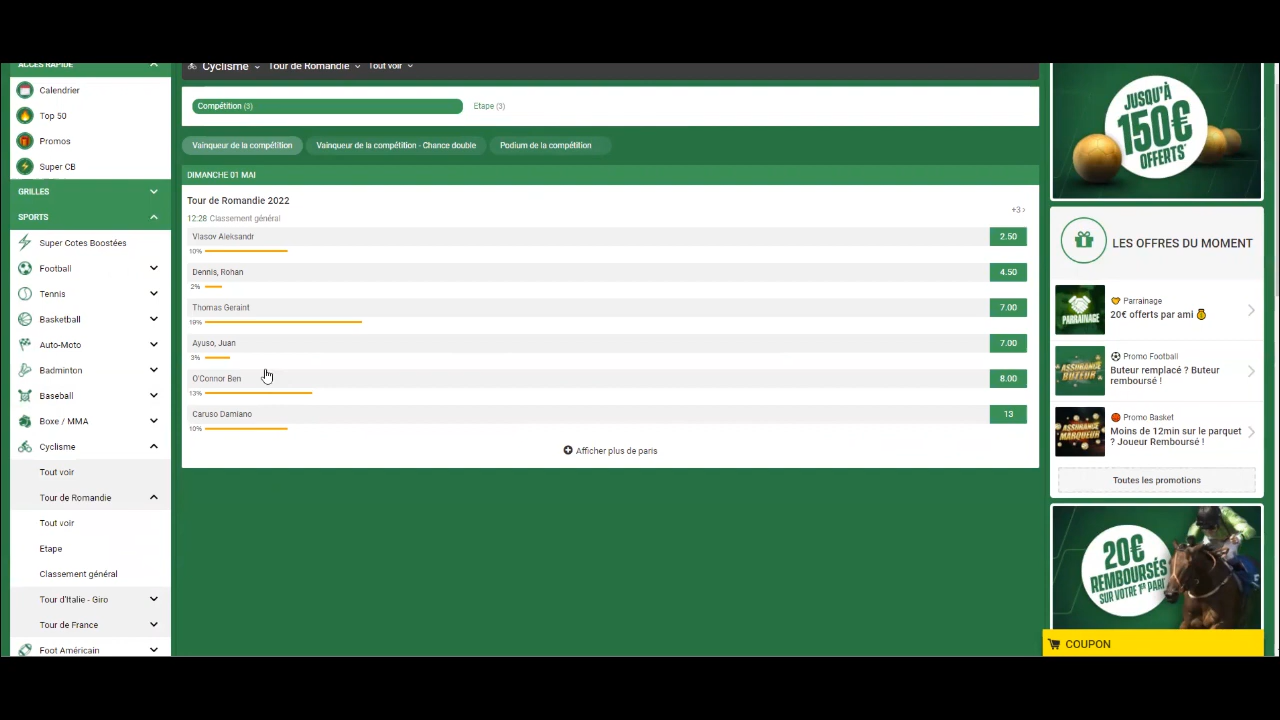 ACCÈS RAPIDE
Calendrier
Top 50
Promos
Super CB
GRILLES
SPORTS
Super Cotes Boostées
Football
Tennis
Basketball
Auto-Moto
Badminton
Baseball
Boxe / MMA
Cyclisme
Tout voir
Tour de Romandie
Tout voir
Etape
Classement général
Tour d'Italie - Giro
Tour de France
Foot Américain
Cyclisme Tour de Romandie Tout voir
Compétition (3) Etape (3)
Vainqueur de la compétition Vainqueur de la compétition - Chance double Podium de la compétition
DIMANCHE 01 MAI
Tour de Romandie 2022
+3 ›
12:28 Classement général
Vlasov Aleksandr 2.50
10%
Dennis, Rohan 4.50
2%
Thomas Geraint 7.00
19%
Ayuso, Juan 7.00
3%
O'Connor Ben 8.00
13%
Caruso Damiano 13
10%
Afficher plus de paris
JUSQU'À
150€
OFFERTS*
LES OFFRES DU MOMENT
PARRAINAGE
Parrainage
20€ offerts par ami
ASSURANCE
BUTEUR
Promo Football
Buteur remplacé ? Buteur
remboursé !
ASSURANCE
MARQUEUR
Promo Basket
Moins de 12min sur le parquet
? Joueur Remboursé !
Toutes les promotions
20€
REMBOURSÉS
SUR VOTRE 1er PARI
COUPON